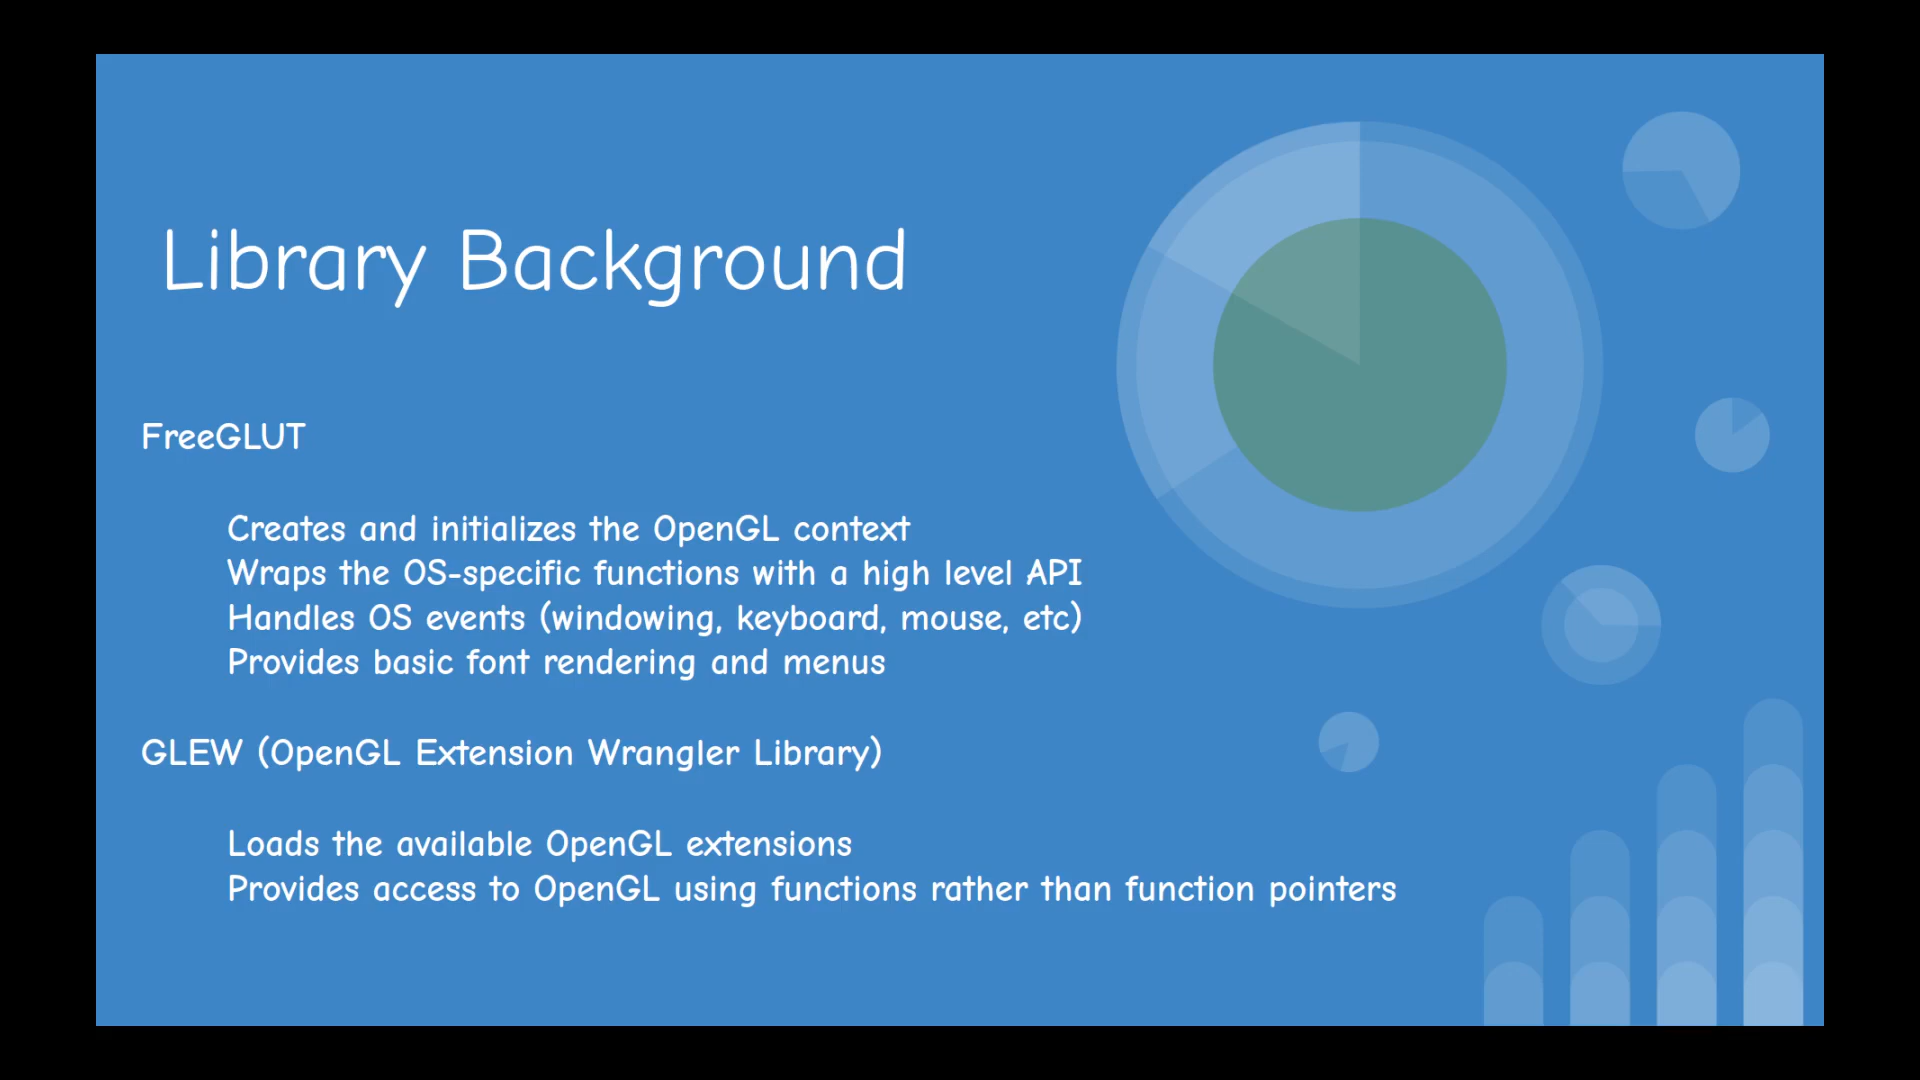 Library Background
FreeGLUT
Creates and initializes the OpenGL context
Wraps the OS-specific functions with a high level API
Handles OS events (windowing, keyboard, mouse, etc)
Provides basic font rendering and menus
GLEW (OpenGL Extension Wrangler Library)
Loads the available OpenGL extensions
Provides access to OpenGL using functions rather than function pointers